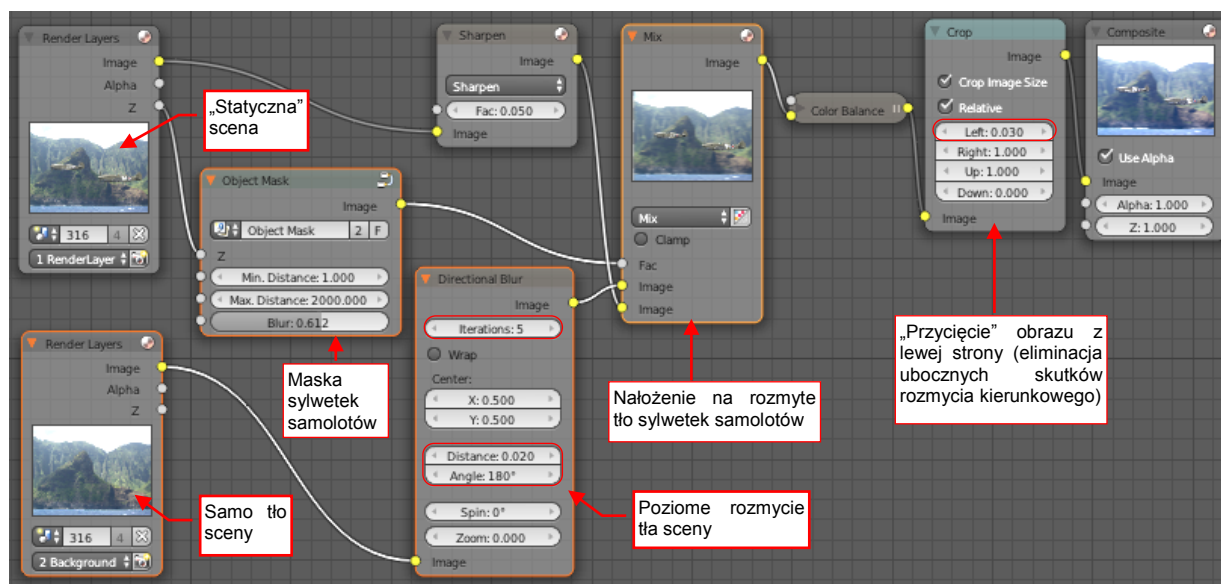 Render Layers
Image
Alpha
Z
316
4
1 RenderLayer
„Statyczna”
scena
Object Mask
Image
Object Mask
2
F
Z
Min. Distance: 1.000
Max. Distance: 2000.000
Blur: 0.612
Maska
sylwetek
samolotów
Render Layers
Image
Alpha
Z
316
4
2 Background
Samo tło
sceny
Sharpen
Image
Sharpen
Fac: 0.050
Image
Directional Blur
Image
Iterations: 5
Wrap
Center:
X: 0.500
Y: 0.500
Distance: 0.020
Angle: 180°
Spin: 0°
Zoom: 0.000
Image
Poziome rozmycie
tła sceny
Mix
Image
Mix
Clamp
Fac
Image
Image
Nałożenie na rozmyte
tło sylwetek samolotów
Color Balance
Crop
Image
Crop Image Size
Relative
Left: 0.030
Right: 1.000
Up: 1.000
Down: 0.000
Image
„Przycięcie” obrazu z
lewej strony (eliminacja
ubocznych skutków
rozmycia kierunkowego)
Composite
Use Alpha
Image
Alpha: 1.000
Z: 1.000